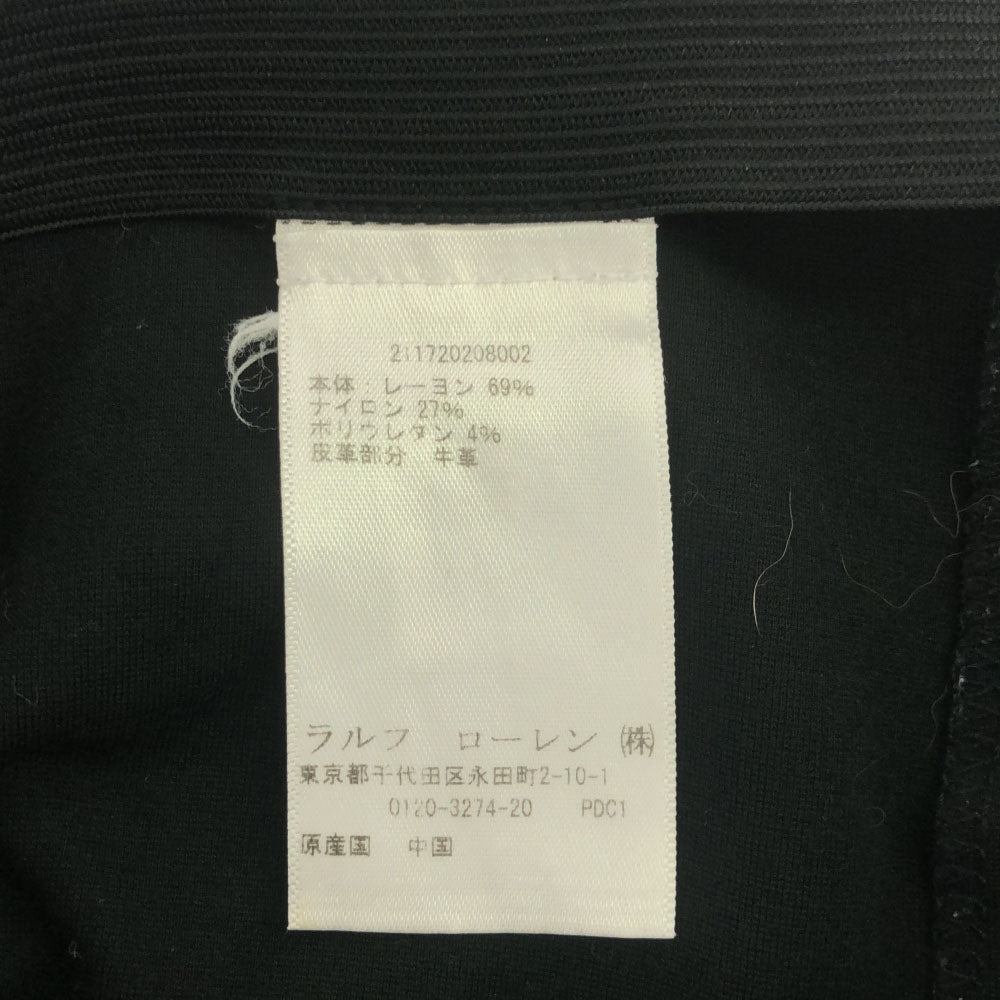 211720208002
本体・レーヨン 69%
ナイロン 27%
ポリウレタン 4%
皮革部分 牛革
ラルフ ローレン ㈱
東京都千代田区永田町2-10-1
0120-3274-20 PDC1
原産国 中国